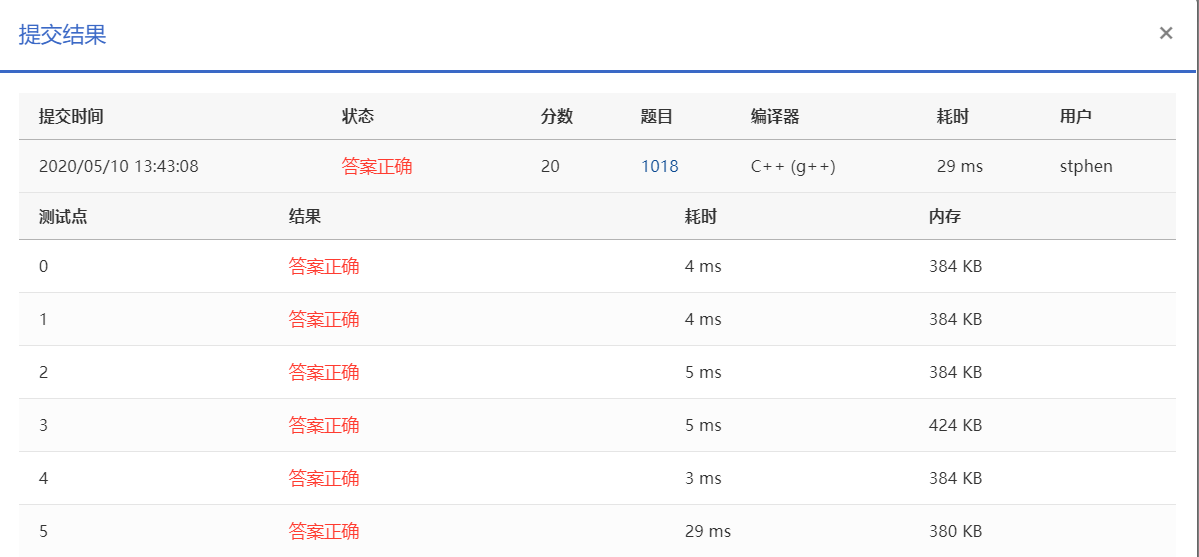 提交结果 ×
提交时间 状态 分数 题目 编译器 耗时 用户
2020/05/10 13:43:08 答案正确 20 1018 C++ (g++) 29 ms stphen
测试点 结果 耗时 内存
0 答案正确 4 ms 384 KB
1 答案正确 4 ms 384 KB
2 答案正确 5 ms 384 KB
3 答案正确 5 ms 424 KB
4 答案正确 3 ms 384 KB
5 答案正确 29 ms 380 KB